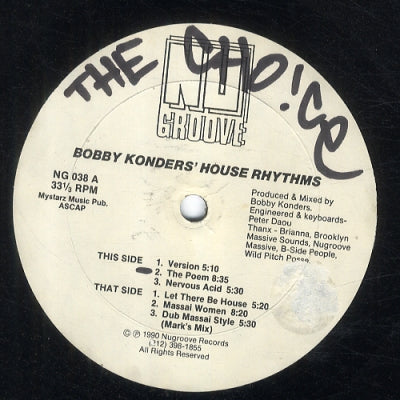 THE CHO!CE
NU
GROOVE
BOBBY KONDERS' HOUSE RHYTHMS
NG 038 A
33⅓ RPM
Mystarz Music Pub.
ASCAP
Produced & Mixed by
Bobby Konders.
Engineered & keyboards-
Peter Daou
Thanx - Brianna, Brooklyn
Massive Sounds, Nugroove
Massive, B-Side People,
Wild Pitch Posse.
THIS SIDE 1. Version 5:10
2. The Poem 8:35
3. Nervous Acid 5:30
THAT SIDE 1. Let There Be House 5:20
2. Massai Women 8:20
3. Dub Massai Style 5:30
(Mark's Mix)
© ℗ 1990 Nugroove Records
(212) 398-1855
All Rights Reserved